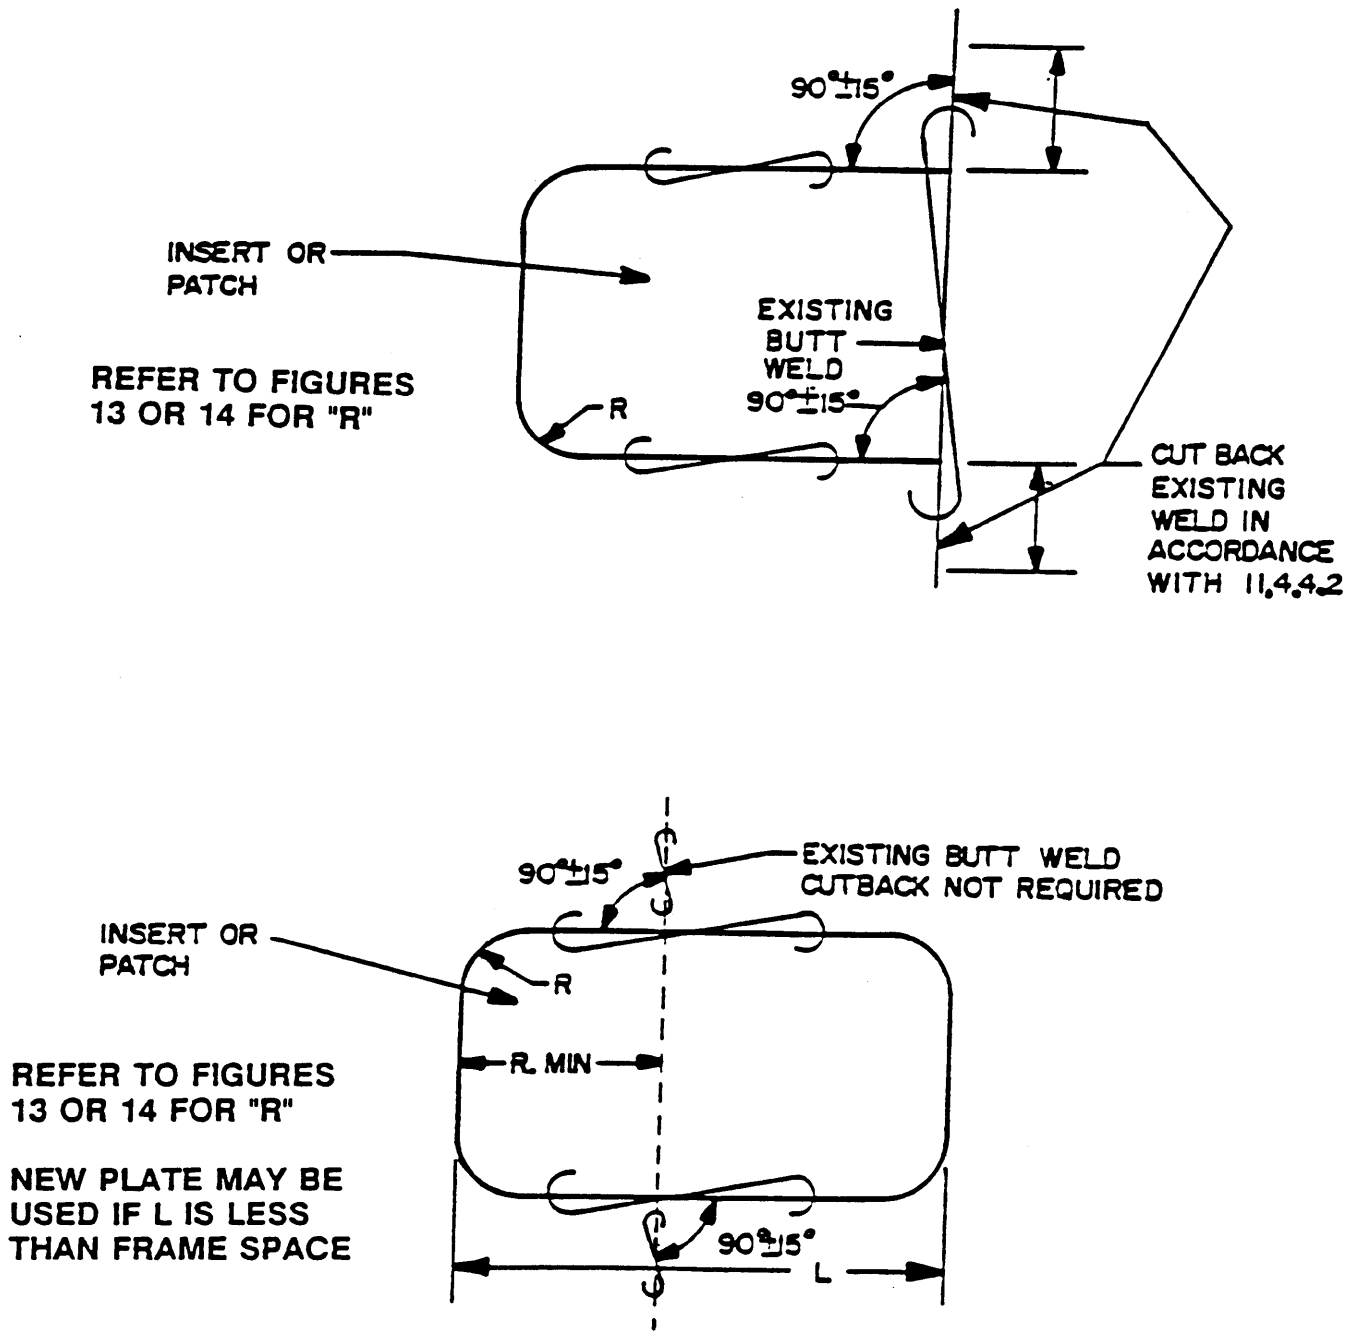 90°±15°
INSERT OR
PATCH
EXISTING
BUTT
WELD
90°±15°
REFER TO FIGURES
13 OR 14 FOR "R"
R
CUT BACK
EXISTING
WELD IN
ACCORDANCE
WITH 11.4.4.2
90°±15°
EXISTING BUTT WELD
CUTBACK NOT REQUIRED
INSERT OR
PATCH
R
R. MIN
REFER TO FIGURES
13 OR 14 FOR "R"
NEW PLATE MAY BE
USED IF L IS LESS
THAN FRAME SPACE
90°±15°
L